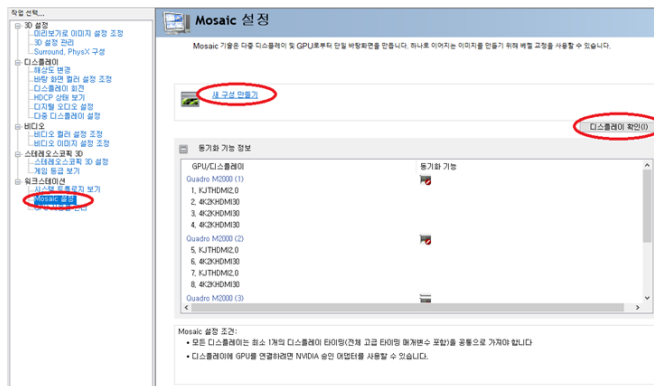 작업 선택...
3D 설정
미리보기로 이미지 설정 조정
3D 설정 관리
Surround, PhysX 구성
디스플레이
해상도 변경
바탕 화면 컬러 설정 조정
디스플레이 회전
HDCP 상태 보기
디지털 오디오 설정
다중 디스플레이 설정
비디오
비디오 컬러 설정 조정
비디오 이미지 설정 조정
스테레오스코픽 3D
스테레오스코픽 3D 설정
게임 등급 보기
워크스테이션
시스템 토폴로지 보기
Mosaic 설정
Mosaic 설정
Mosaic 기술은 다중 디스플레이 및 GPU로부터 단일 바탕화면을 만듭니다. 하나로 이어지는 이미지를 만들기 위해 베젤 교정을 사용할 수 있습니다.
새 구성 만들기
디스플레이 확인(I)
동기화 기능 정보
GPU/디스플레이 동기화 기능
Quadro M2000 (1)
1, KJTHDMI2,0
2, 4K2KHDMI30
3, 4K2KHDMI30
4, 4K2KHDMI30
Quadro M2000 (2)
5, KJTHDMI2,0
6, 4K2KHDMI30
7, KJTHDMI2,0
8, 4K2KHDMI30
Quadro M2000 (3)
Mosaic 설정 조건:
• 모든 디스플레이는 최소 1개의 디스플레이 타이밍(전체 고급 타이밍 매개변수 포함)을 공통으로 가져야 합니다
• 디스플레이에 GPU를 연결하려면 NVIDIA 승인 어댑터를 사용할 수 있습니다.